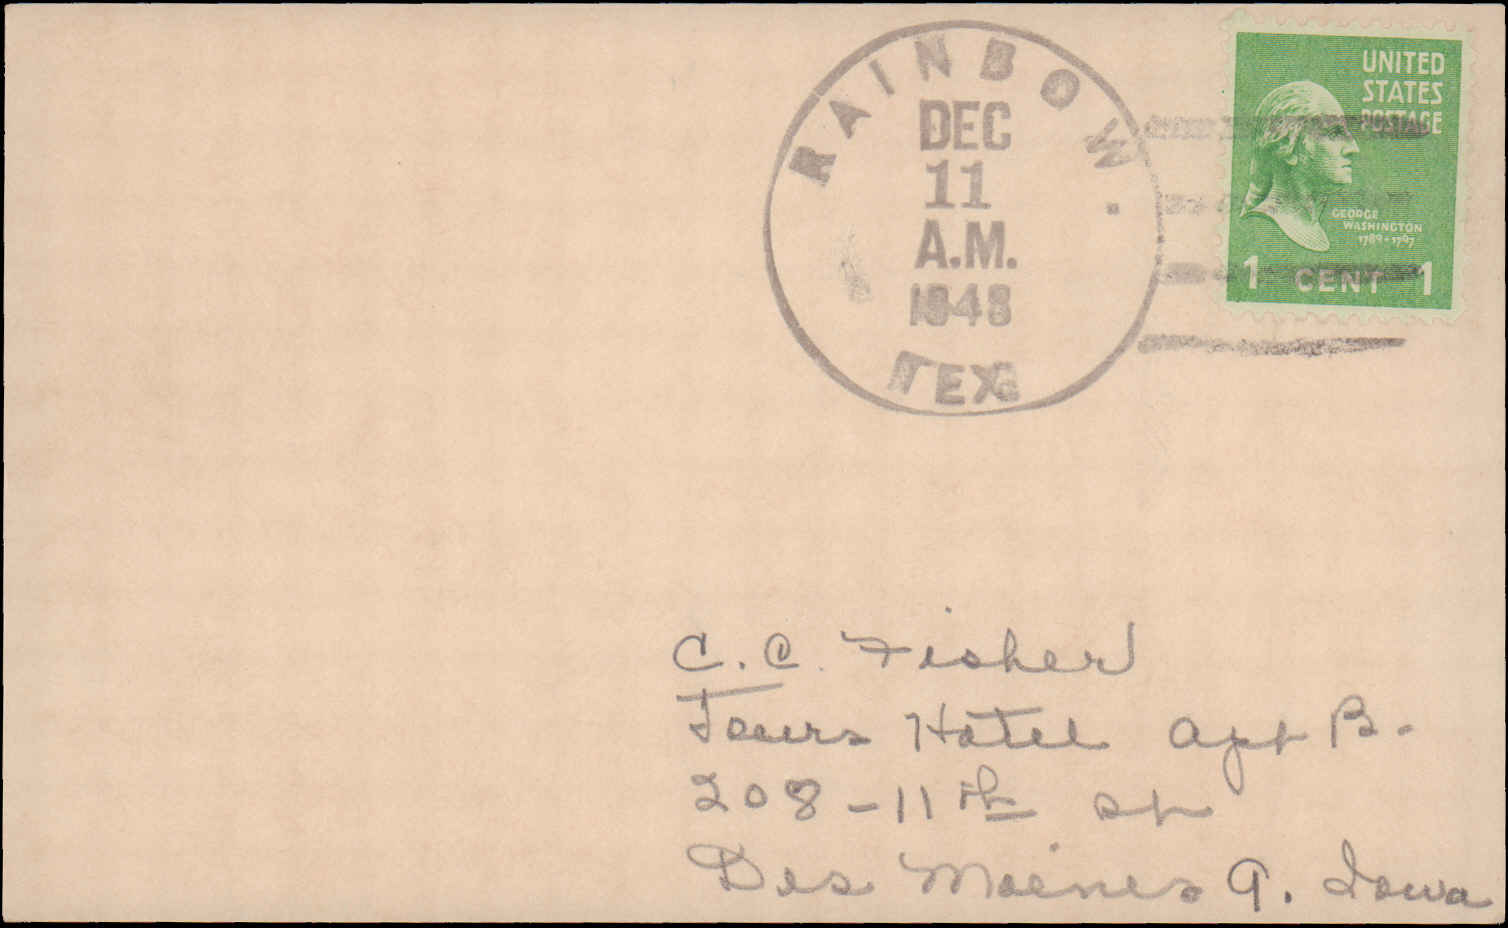 RAINBOW.
DEC
11
A.M.
1948
TEX
UNITED
STATES
POSTAGE
GEORGE
WASHINGTON
1789-1797
1 CENT 1
C. C. Fisher
Towers Hotel Apt B.
208 - 11th St
Des Moines 9. Iowa